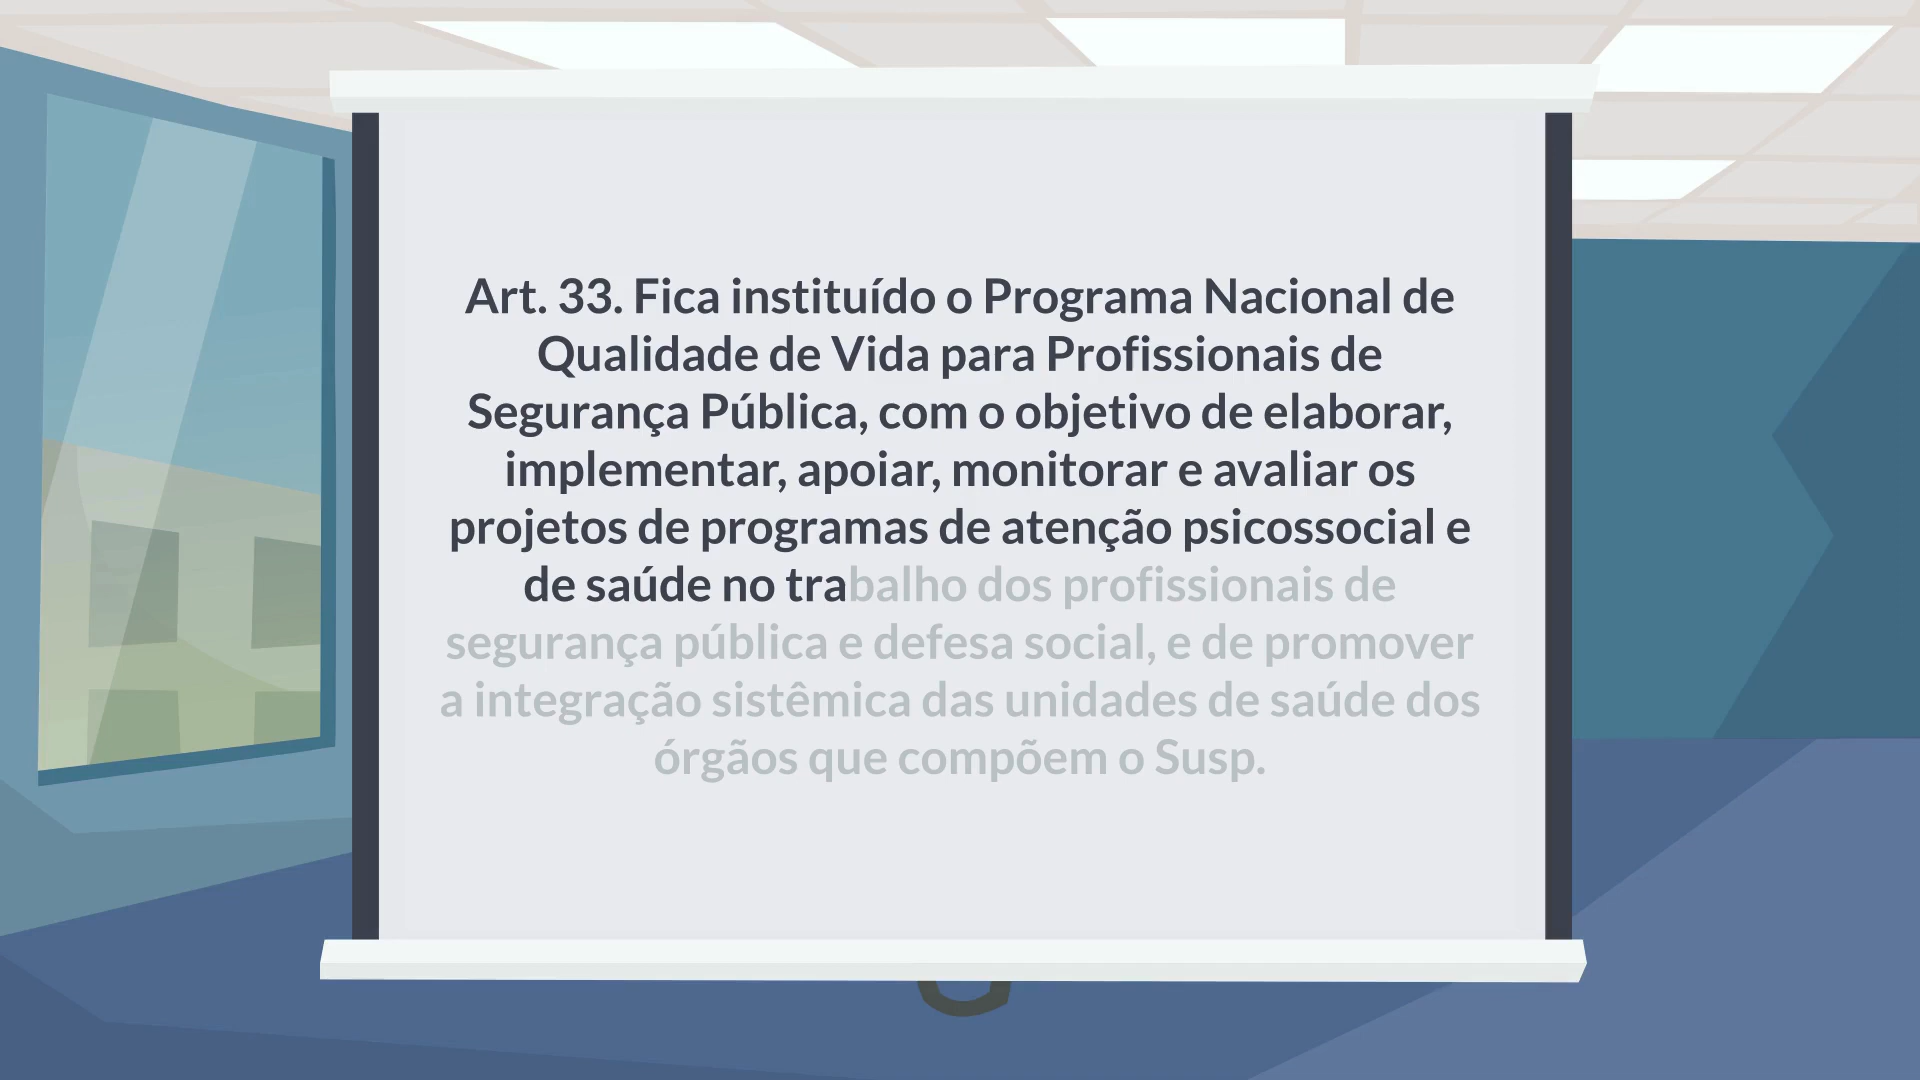 Art. 33. Fica instituído o Programa Nacional de
Qualidade de Vida para Profissionais de
Segurança Pública, com o objetivo de elaborar,
implementar, apoiar, monitorar e avaliar os
projetos de programas de atenção psicossocial e
de saúde no trabalho dos profissionais de
segurança pública e defesa social, e de promover
a integração sistêmica das unidades de saúde dos
órgãos que compõem o Susp.